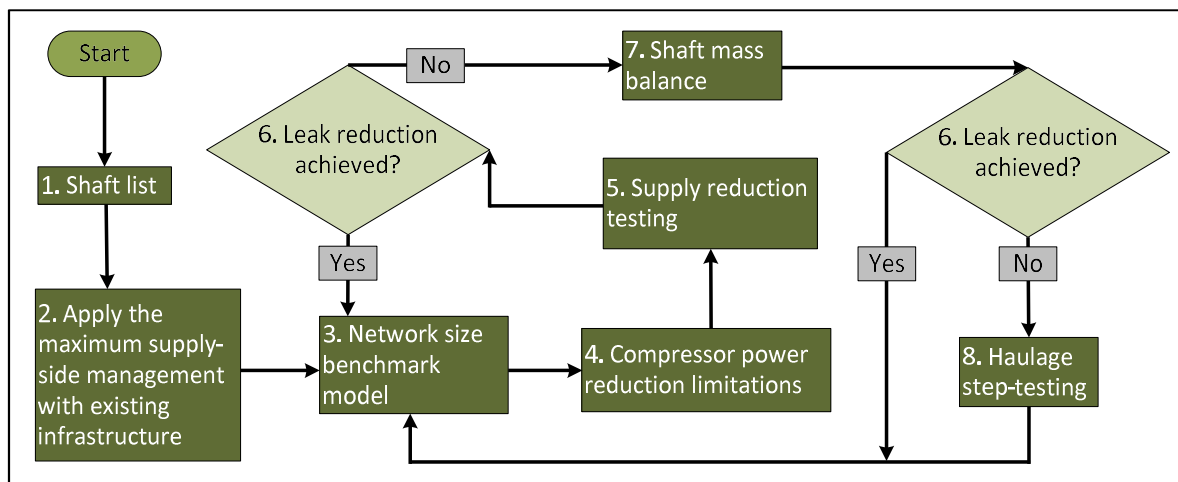 Start
1. Shaft list
2. Apply the
maximum supply-
side management
with existing
infrastructure
3. Network size
benchmark
model
4. Compressor power
reduction limitations
5. Supply reduction
testing
6. Leak reduction
achieved?
Yes
No
7. Shaft mass
balance
6. Leak reduction
achieved?
Yes
No
8. Haulage
step-testing